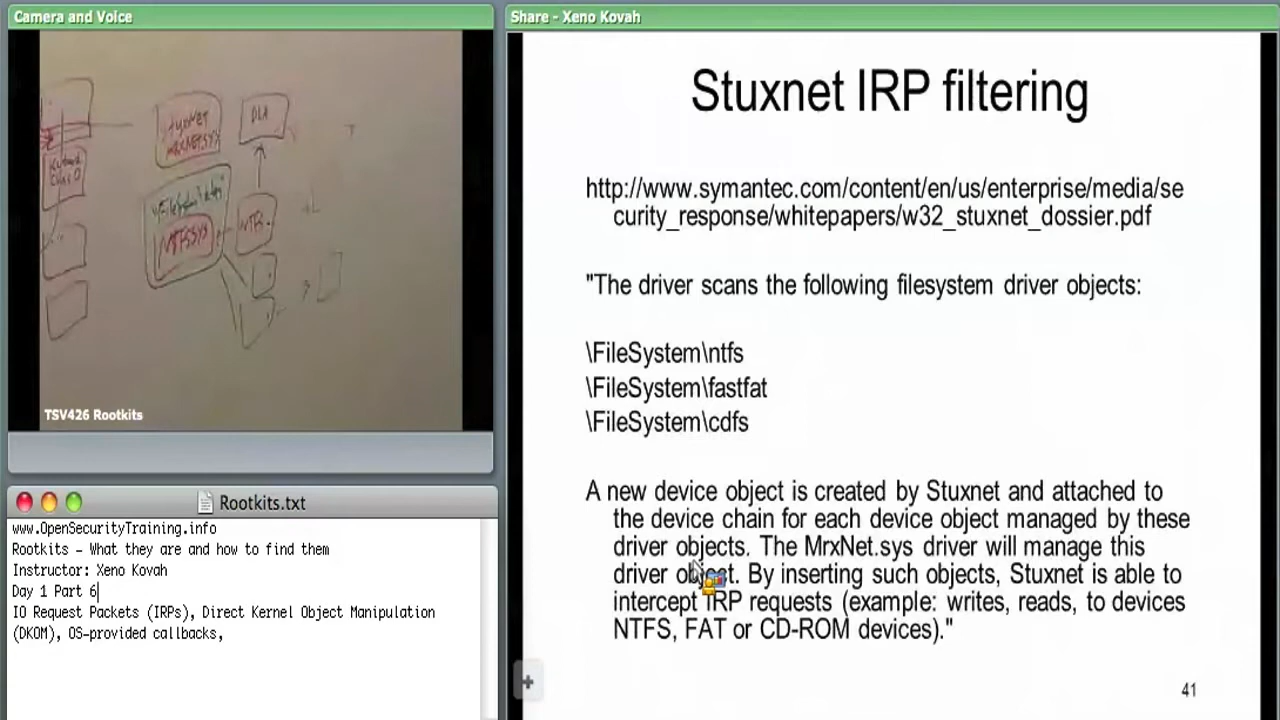 Camera and Voice
Share - Xeno Kovah
DLA
TSV426 Rootkits
Rootkits.txt
www.OpenSecurityTraining.info
Rootkits – What they are and how to find them
Instructor: Xeno Kovah
Day 1 Part 6
IO Request Packets (IRPs), Direct Kernel Object Manipulation
(DKOM), OS-provided callbacks,
Stuxnet IRP filtering
http://www.symantec.com/content/en/us/enterprise/media/se
curity_response/whitepapers/w32_stuxnet_dossier.pdf
"The driver scans the following filesystem driver objects:
\FileSystem\ntfs
\FileSystem\fastfat
\FileSystem\cdfs
A new device object is created by Stuxnet and attached to
the device chain for each device object managed by these
driver objects. The MrxNet.sys driver will manage this
driver object. By inserting such objects, Stuxnet is able to
intercept IRP requests (example: writes, reads, to devices
NTFS, FAT or CD-ROM devices)."
41